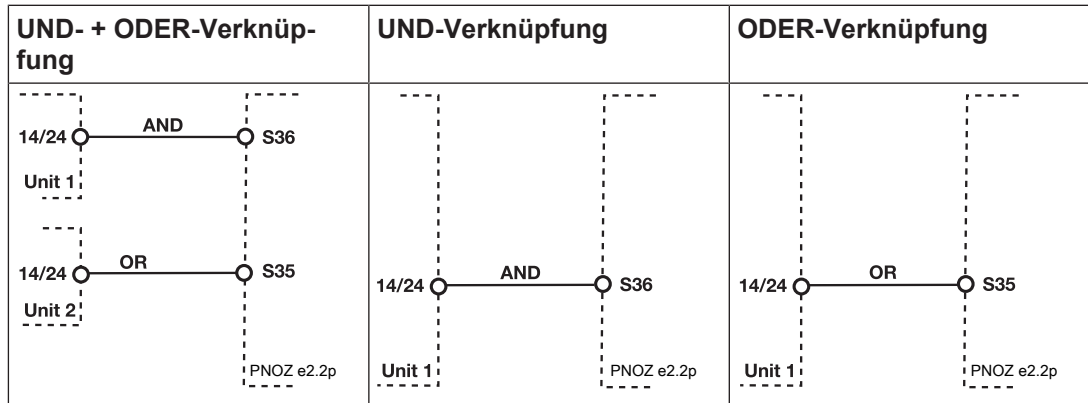 UND- + ODER-Verknüp-
fung
UND-Verknüpfung
ODER-Verknüpfung
14/24
AND
S36
Unit 1
14/24
OR
S35
Unit 2
PNOZ e2.2p
14/24
AND
S36
Unit 1
PNOZ e2.2p
14/24
OR
S35
Unit 1
PNOZ e2.2p